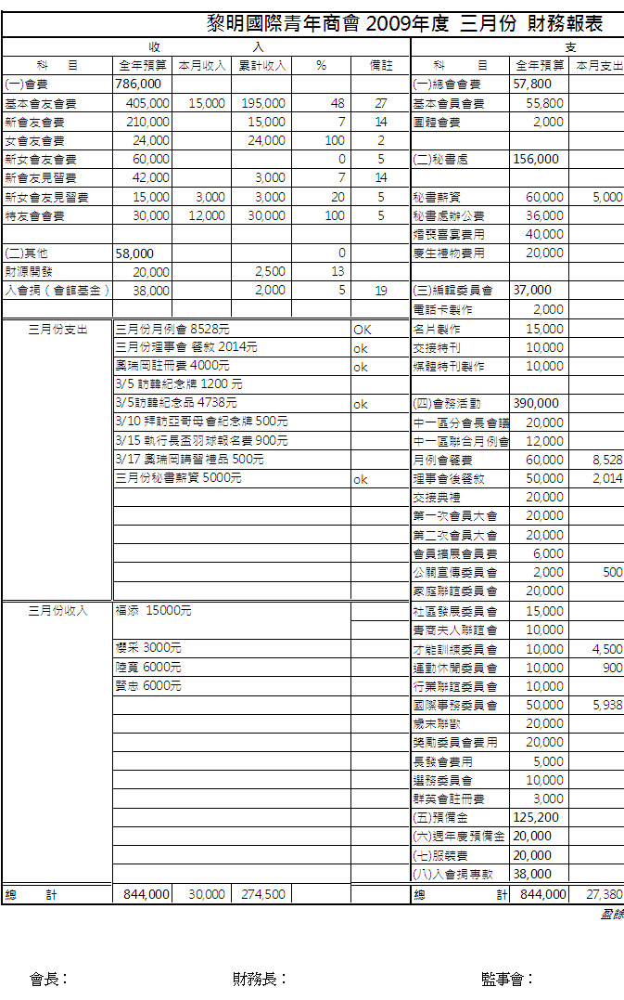 黎明國際青年商會 2009年度 三月份 財務報表
收 入 支
科 目 全年預算 本月收入 累計收入 % 備註 科 目 全年預算 本月支出
(一)會費 786,000 (一)總會會費 57,800
基本會友會費 405,000 15,000 195,000 48 27 基本會員會費 55,800
新會友會費 210,000 15,000 7 14 團體會費 2,000
女會友會費 24,000 24,000 100 2
新女會友會費 60,000 0 5 (二)秘書處 156,000
新會友見習費 42,000 3,000 7 14
新女會友見習費 15,000 3,000 3,000 20 5 秘書薪資 60,000 5,000
特友會會費 30,000 12,000 30,000 100 5 秘書處辦公費 36,000
婚喪喜宴費用 40,000
(二)其他 58,000 0 慶生禮物費用 20,000
財源開發 20,000 2,500 13
入會捐（會館基金） 38,000 2,000 5 19 (三)編輯委員會 37,000
電話卡製作 2,000
三月份支出 三月份月例會 8528元 OK 名片製作 15,000
三月份理事會 餐敘 2014元 ok 交接特刊 10,000
奧瑞岡註冊費 4000元 ok 媒體特刊製作 10,000
3/5 訪韓紀念牌 1200 元
3/5訪韓紀念品 4738元 ok (四)會務活動 390,000
3/10 拜訪亞哥母會紀念牌 500元 中一區分會長會議 20,000
3/15 執行長盃羽球報名費 900元 中一區聯合月例會 12,000
3/17 奧瑞岡講習禮品 500元 月例會餐費 60,000 8,528
三月份秘書薪資 5000元 ok 理事會後餐敘 50,000 2,014
交接典禮 20,000
第一次會員大會 20,000
第二次會員大會 20,000
會員擴展會員費 6,000
公關宣傳委員會 2,000 500
家庭聯誼委員會 20,000
三月份收入 福添 15000元 社區發展委員會 15,000
青商夫人聯誼會 10,000
櫻采 3000元 才能訓練委員會 10,000 4,500
陸寬 6000元 運動休閒委員會 10,000 900
賢忠 6000元 行業聯誼委員會 10,000
國際事務委員會 50,000 5,938
歲末聯歡 20,000
獎勵委員會費用 20,000
長發會費用 5,000
選務委員會 10,000
群英會註冊費 3,000
(五)預備金 125,200
(六)週年度預備金 20,000
(七)服裝費 20,000
(八)入會捐專款 38,000
總 計 844,000 30,000 274,500 總 計 844,000 27,380
盈餘
會長： 財務長： 監事會：